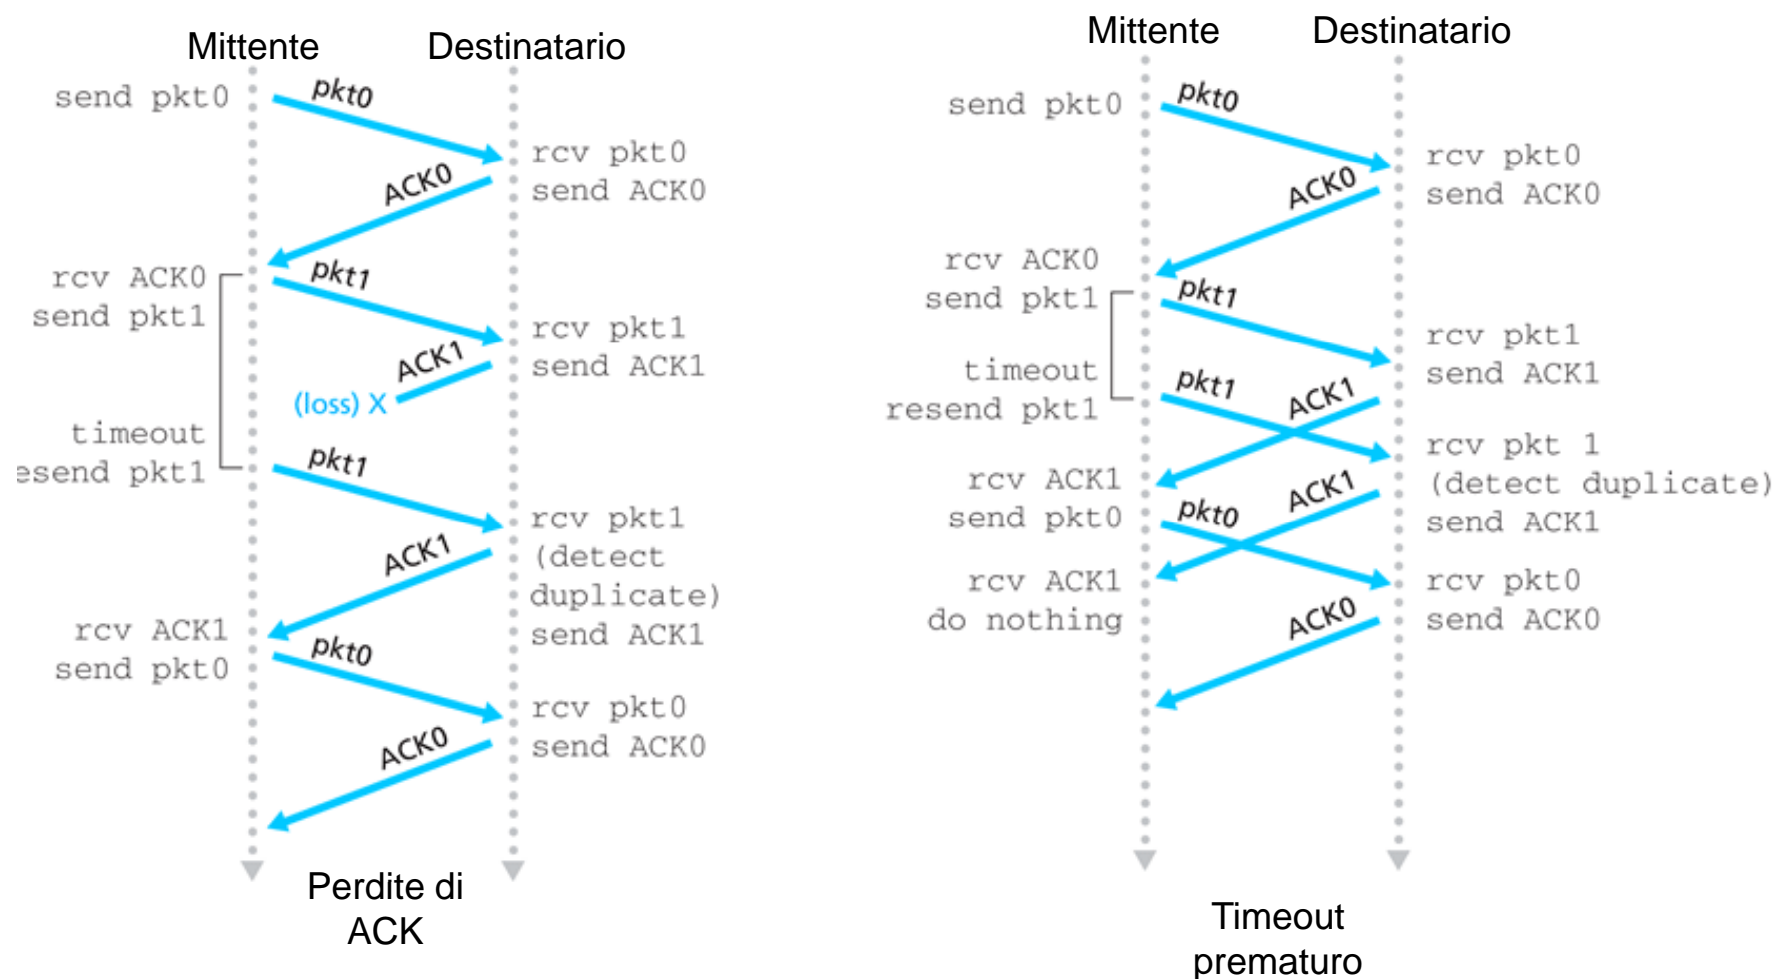 Mittente
Destinatario
send pkt0
pkt0
rcv pkt0
send ACK0
ACK0
rcv ACK0
send pkt1
pkt1
rcv pkt1
send ACK1
ACK1
(loss) X
timeout
esend pkt1
pkt1
rcv pkt1
(detect
duplicate)
send ACK1
ACK1
rcv ACK1
send pkt0
pkt0
rcv pkt0
send ACK0
ACK0
Perdite di
ACK
Mittente
Destinatario
send pkt0
pkt0
rcv pkt0
send ACK0
ACK0
rcv ACK0
send pkt1
pkt1
rcv pkt1
send ACK1
timeout
resend pkt1
pkt1
ACK1
rcv pkt 1
(detect duplicate)
send ACK1
rcv ACK1
send pkt0
pkt0
ACK1
rcv ACK1
do nothing
rcv pkt0
send ACK0
ACK0
Timeout
prematuro